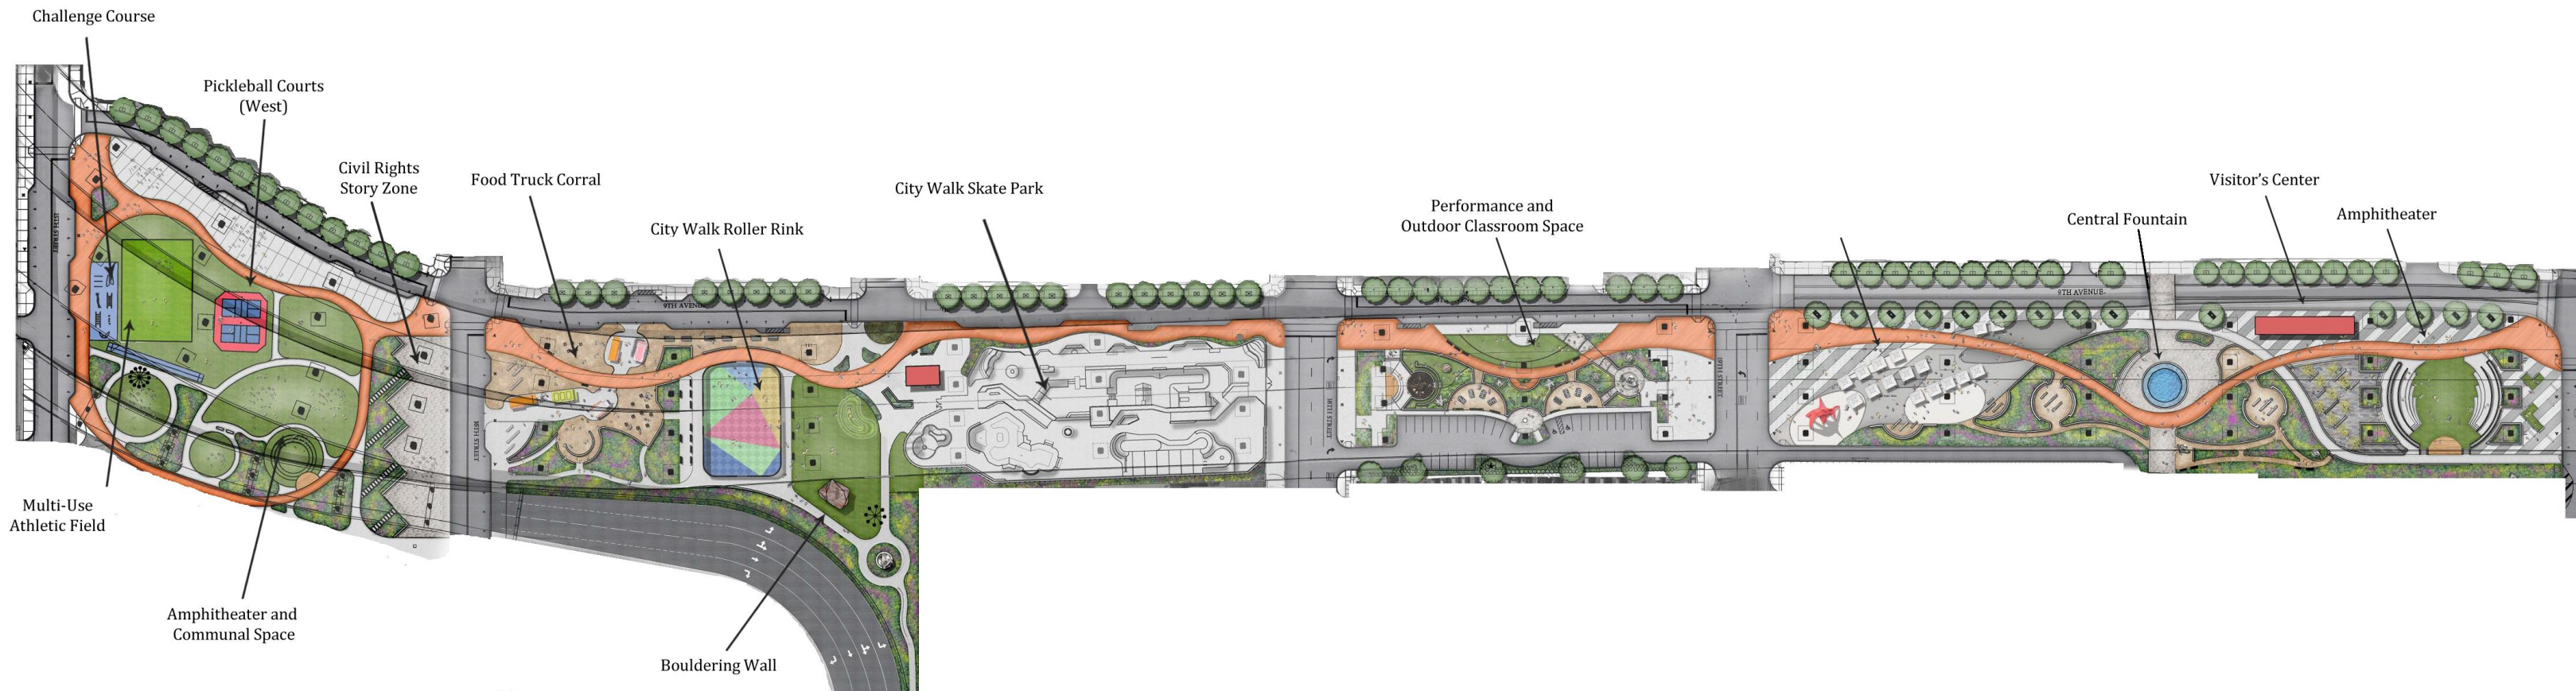 Challenge Course
Pickleball Courts
(West)
Civil Rights
Story Zone
Food Truck Corral
City Walk Roller Rink
City Walk Skate Park
Performance and
Outdoor Classroom Space
Central Fountain
Visitor's Center
Amphitheater
9TH AVENUE
9TH AVENUE
18TH STREET
Multi-Use
Athletic Field
Amphitheater and
Communal Space
Bouldering Wall